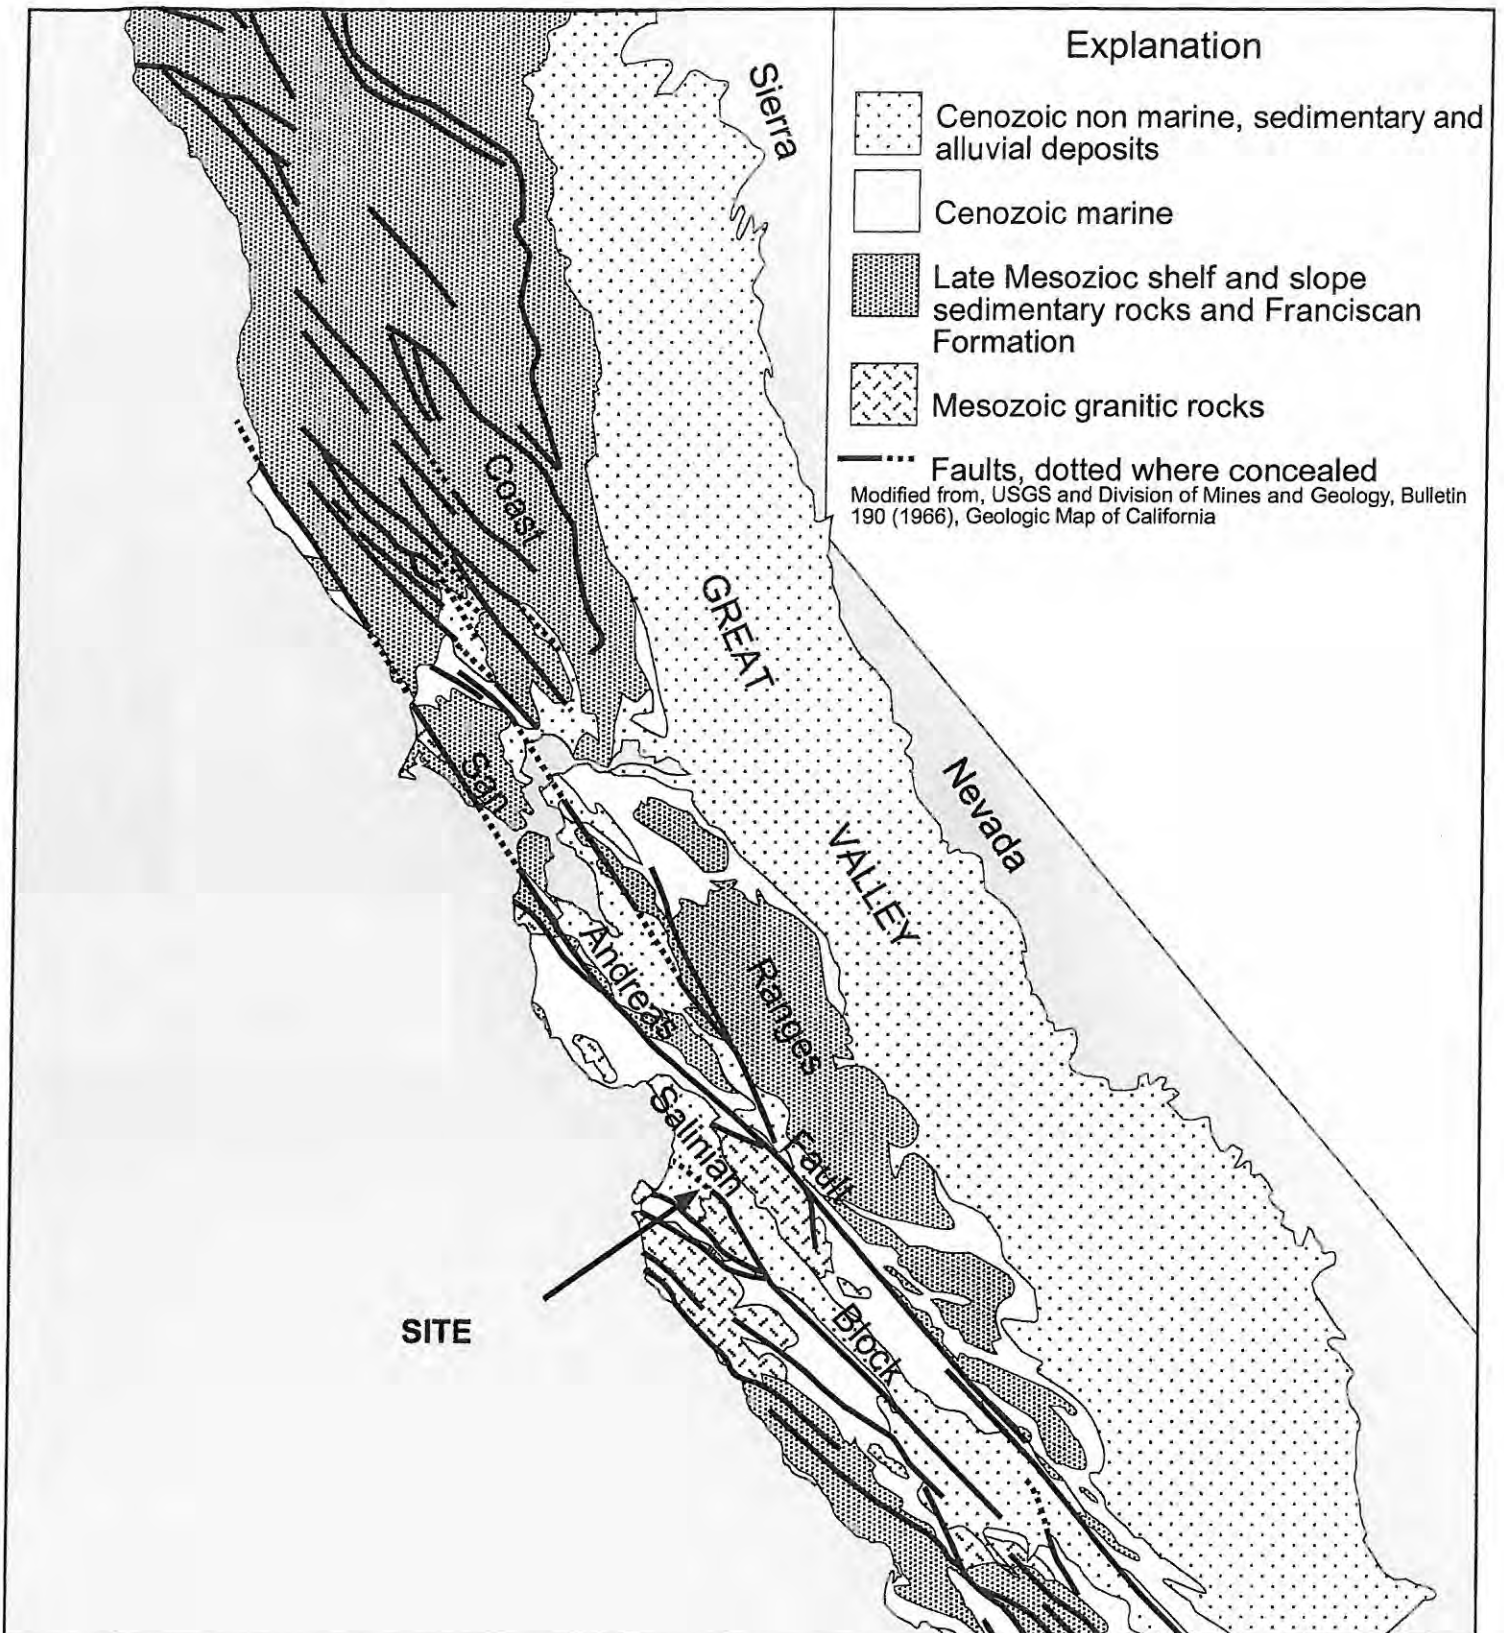 Explanation
Cenozoic non marine, sedimentary and
alluvial deposits
Cenozoic marine
Late Mesozioc shelf and slope
sedimentary rocks and Franciscan
Formation
Mesozoic granitic rocks
Faults, dotted where concealed
Modified from, USGS and Division of Mines and Geology, Bulletin
190 (1966), Geologic Map of California
Sierra
Nevada
GREAT
VALLEY
Coast
Ranges
San
Andreas
Fault
Salinian
Block
SITE